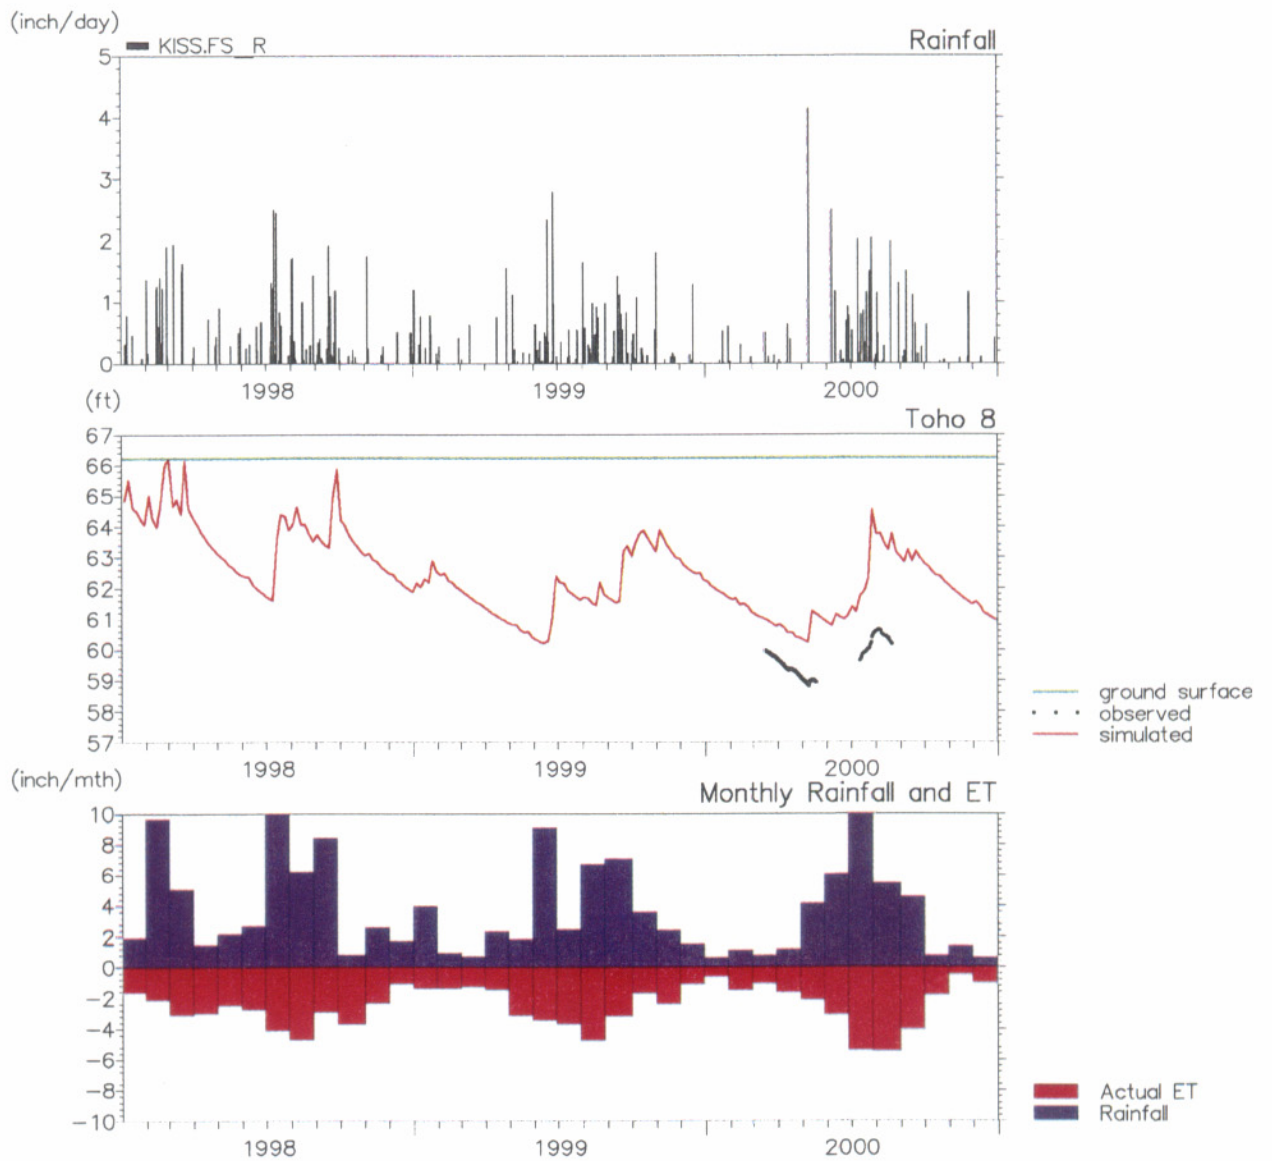 (inch/day)
KISS.FS_R
Rainfall
5
4
3
2
1
0
1998 1999 2000
(ft)
Toho 8
67
66
65
64
63
62
61
60
59
58
57
ground surface
observed
simulated
1998 1999 2000
(inch/mth)
Monthly Rainfall and ET
10
8
6
4
2
0
-2
-4
-6
-8
-10
Actual ET
Rainfall
1998 1999 2000